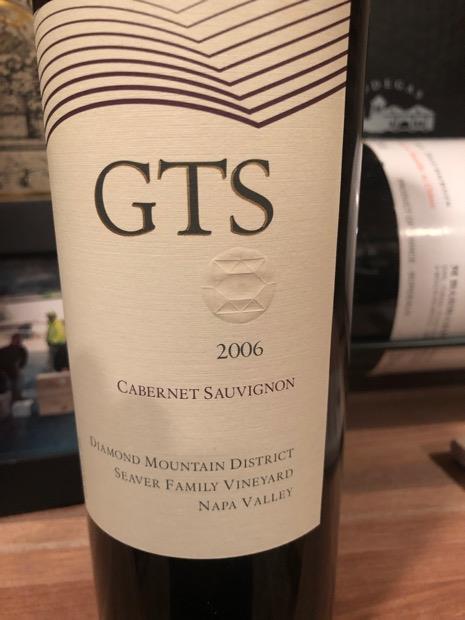 GTS
2006
CABERNET SAUVIGNON
DIAMOND MOUNTAIN DISTRICT
SEAVER FAMILY VINEYARD
NAPA VALLEY